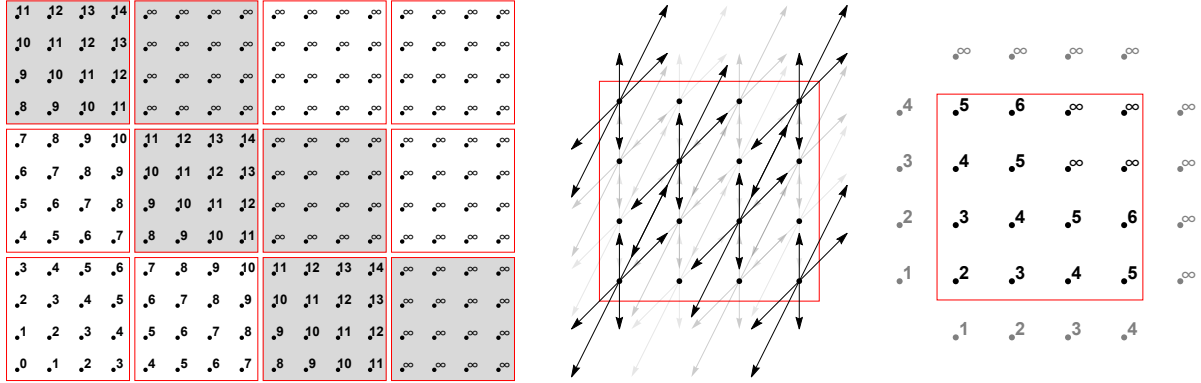 11 12 13 14 ∞ ∞ ∞ ∞ ∞ ∞ ∞ ∞ ∞ ∞ ∞ ∞
10 11 12 13 ∞ ∞ ∞ ∞ ∞ ∞ ∞ ∞ ∞ ∞ ∞ ∞
9 10 11 12 ∞ ∞ ∞ ∞ ∞ ∞ ∞ ∞ ∞ ∞ ∞ ∞
8 9 10 11 ∞ ∞ ∞ ∞ ∞ ∞ ∞ ∞ ∞ ∞ ∞ ∞
7 8 9 10 11 12 13 14 ∞ ∞ ∞ ∞ ∞ ∞ ∞ ∞
6 7 8 9 10 11 12 13 ∞ ∞ ∞ ∞ ∞ ∞ ∞ ∞
5 6 7 8 9 10 11 12 ∞ ∞ ∞ ∞ ∞ ∞ ∞ ∞
4 5 6 7 8 9 10 11 ∞ ∞ ∞ ∞ ∞ ∞ ∞ ∞
3 4 5 6 7 8 9 10 11 12 13 14 ∞ ∞ ∞ ∞
2 3 4 5 6 7 8 9 10 11 12 13 ∞ ∞ ∞ ∞
1 2 3 4 5 6 7 8 9 10 11 12 ∞ ∞ ∞ ∞
0 1 2 3 4 5 6 7 8 9 10 11 ∞ ∞ ∞ ∞
∞ ∞ ∞ ∞
4 5 6 ∞ ∞ ∞
3 4 5 ∞ ∞ ∞
2 3 4 5 6 ∞
1 2 3 4 5 ∞
1 2 3 4